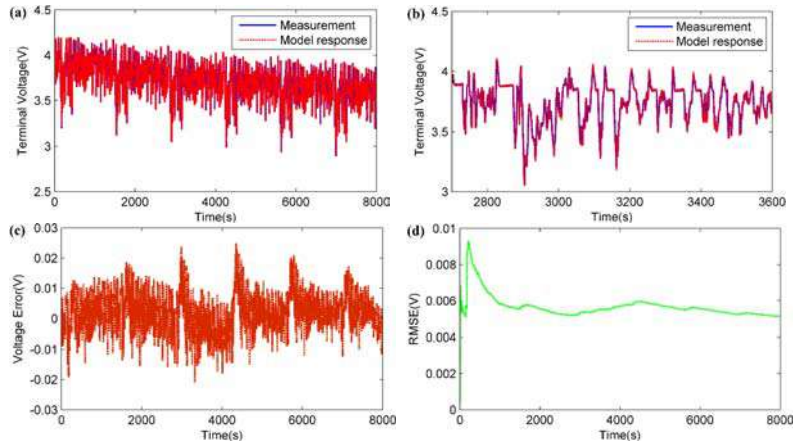 (a)
4.5
4
3.5
3
2.5
Terminal Voltage(V)
Measurement
Model response
0
2000
4000
6000
8000
Time(s)
(b)
4.5
4
3.5
3
Terminal Voltage(V)
Measurement
Model response
2800
3000
3200
3400
3600
Time(s)
(c)
0.03
0.02
0.01
0
-0.01
-0.02
-0.03
Voltage Error(V)
0
2000
4000
6000
8000
Time(s)
(d)
0.01
0.008
0.006
0.004
0.002
0
RMSE(V)
0
2000
4000
6000
8000
Time(s)